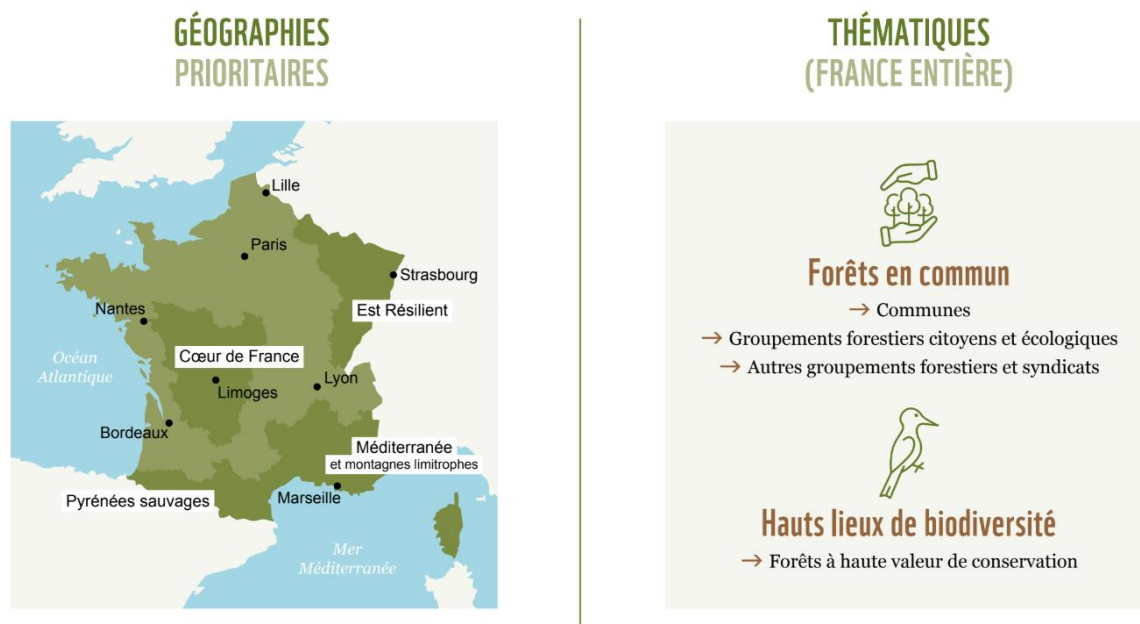 GÉOGRAPHIES
PRIORITAIRES
Lille
Paris
Strasbourg
Nantes
Est Résilient
Océan
Atlantique
Cœur de France
Lyon
Limoges
Bordeaux
Méditerranée
et montagnes limitrophes
Pyrénées sauvages
Marseille
Mer
Méditerranée
THÉMATIQUES
(FRANCE ENTIÈRE)
Forêts en commun
→ Communes
→ Groupements forestiers citoyens et écologiques
→ Autres groupements forestiers et syndicats
Hauts lieux de biodiversité
→ Forêts à haute valeur de conservation